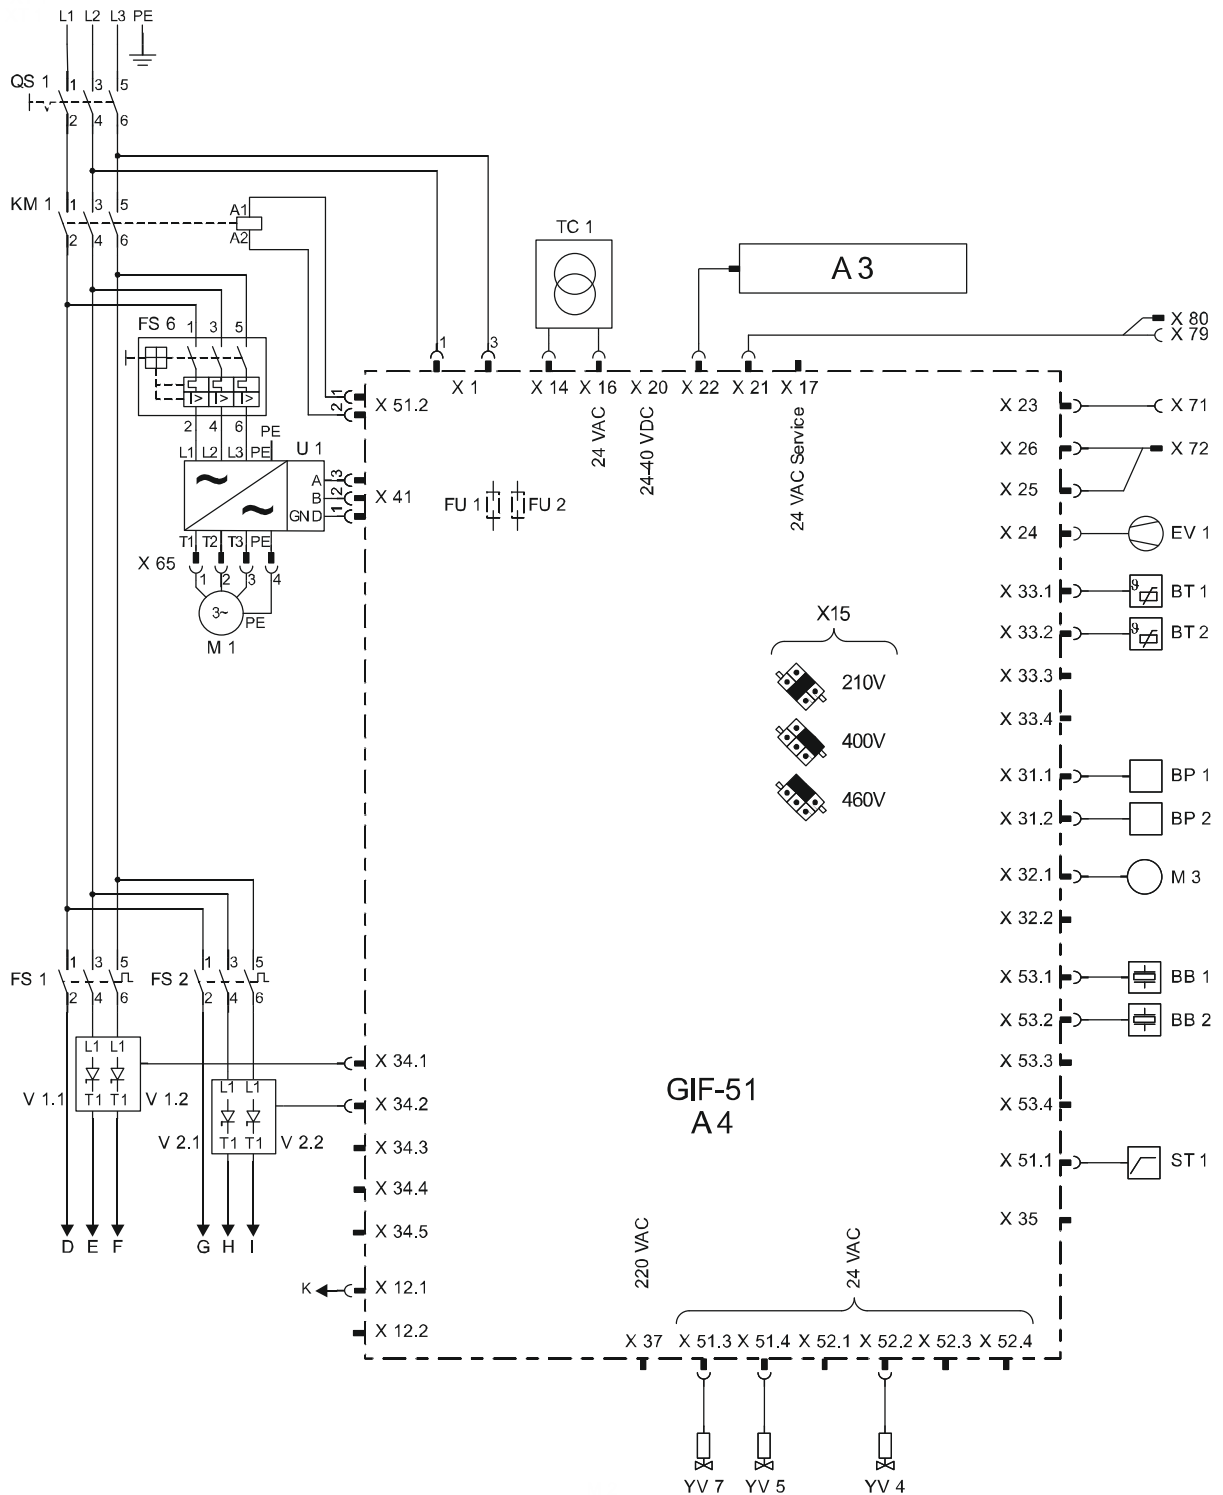 L1 L2 L3 PE
QS 1
1 3 5
2 4 6
KM 1
1 3 5
2 4 6
A1
A2
TC 1
A 3
X 80
X 79
FS 6
1 3 5
I> I> I>
2 4 6
1 3
X 1 X 14 X 16 X 20 X 22 X 21 X 17
24 VAC
24-40 VDC
24 VAC Service
1
2
X 51.2
PE
L1 L2 L3 PE
U 1
A
B
GND
3
2
1
X 41
T1 T2 T3 PE
X 65
1 2 3 4
3~
PE
M 1
FU 1 FU 2
X15
210V
400V
460V
X 23 X 71
X 26 X 72
X 25
X 24 EV 1
X 33.1 ϑ BT 1
X 33.2 ϑ BT 2
X 33.3
X 33.4
X 31.1 BP 1
X 31.2 BP 2
X 32.1 M 3
X 32.2
X 53.1 BB 1
X 53.2 BB 2
X 53.3
X 53.4
X 51.1 ST 1
X 35
FS 1
1 3 5
2 4 6
FS 2
1 3 5
2 4 6
L1 L1
V 1.1 T1 T1 V 1.2
L1 L1
V 2.1 T1 T1 V 2.2
X 34.1
X 34.2
X 34.3
X 34.4
X 34.5
D E F G H I
K X 12.1
X 12.2
GIF-51
A 4
220 VAC
24 VAC
X 37 X 51.3 X 51.4 X 52.1 X 52.2 X 52.3 X 52.4
YV 7 YV 5 YV 4